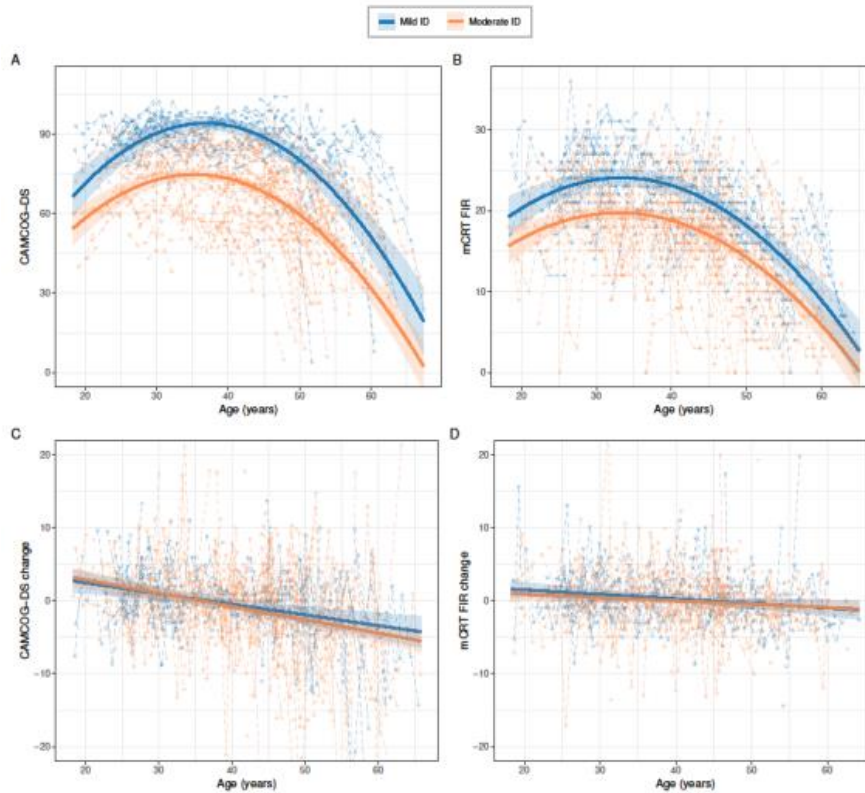 Mild ID Moderate ID
A
CAMCOG-DS
90
60
30
0
20 30 40 50 60
Age (years)
B
mCRT FIR
30
20
10
0
20 30 40 50 60
Age (years)
C
CAMCOG-DS change
20
10
0
-10
-20
20 30 40 50 60
Age (years)
D
mCRT FIR change
20
10
0
-10
-20
20 30 40 50 60
Age (years)